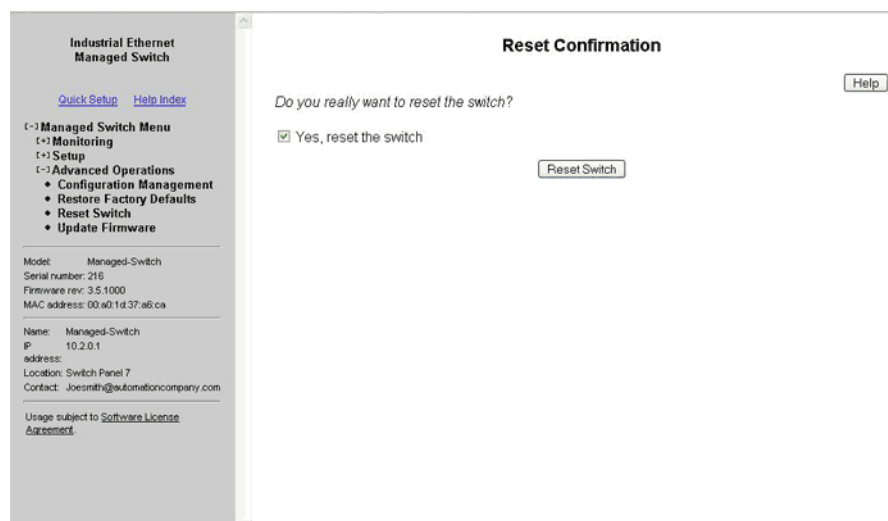 Industrial Ethernet
Managed Switch
Quick Setup Help Index
[-] Managed Switch Menu
[+] Monitoring
[+] Setup
[-] Advanced Operations
◆ Configuration Management
◆ Restore Factory Defaults
◆ Reset Switch
◆ Update Firmware
Model: Managed-Switch
Serial number: 216
Firmware rev: 3.5.1000
MAC address: 00:a0:1d:37:a6:ca
Name: Managed-Switch
IP 10.2.0.1
address:
Location: Switch Panel 7
Contact: Joesmith@automationcompany.com
Usage subject to Software License
Agreement.
Reset Confirmation
Help
Do you really want to reset the switch?
Yes, reset the switch
Reset Switch